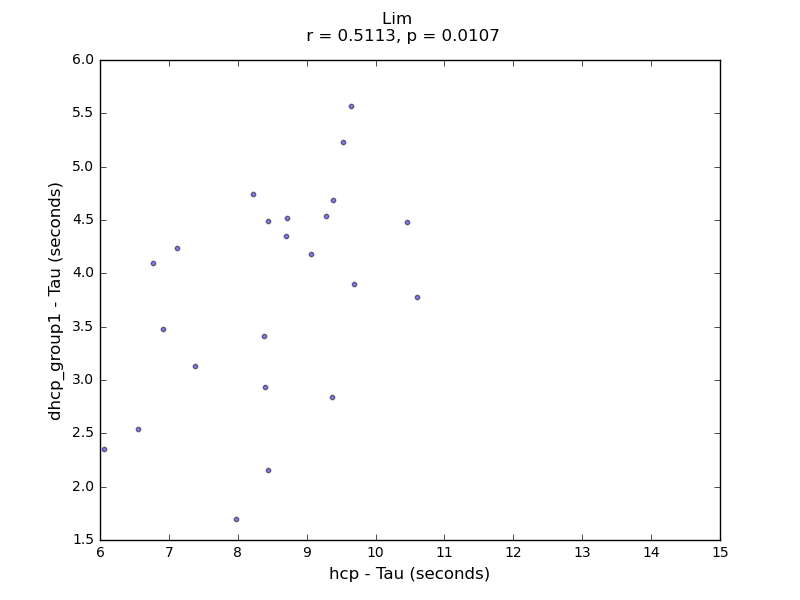 Lim
r = 0.5113, p = 0.0107
6.0
5.5
5.0
4.5
4.0
3.5
3.0
2.5
2.0
1.5
dhcp_group1 - Tau (seconds)
6 7 8 9 10 11 12 13 14 15
hcp - Tau (seconds)